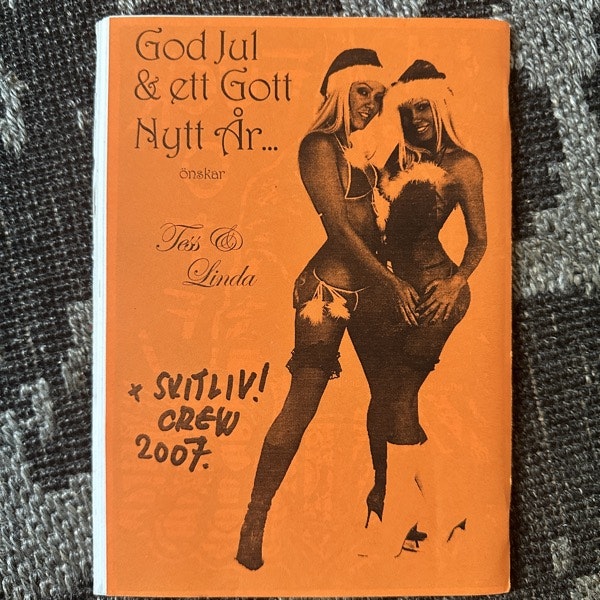 God Jul
& ett Gott
Nytt År...
önskar
Tess &
Linda
x SKITLIV!
CREW
2007.